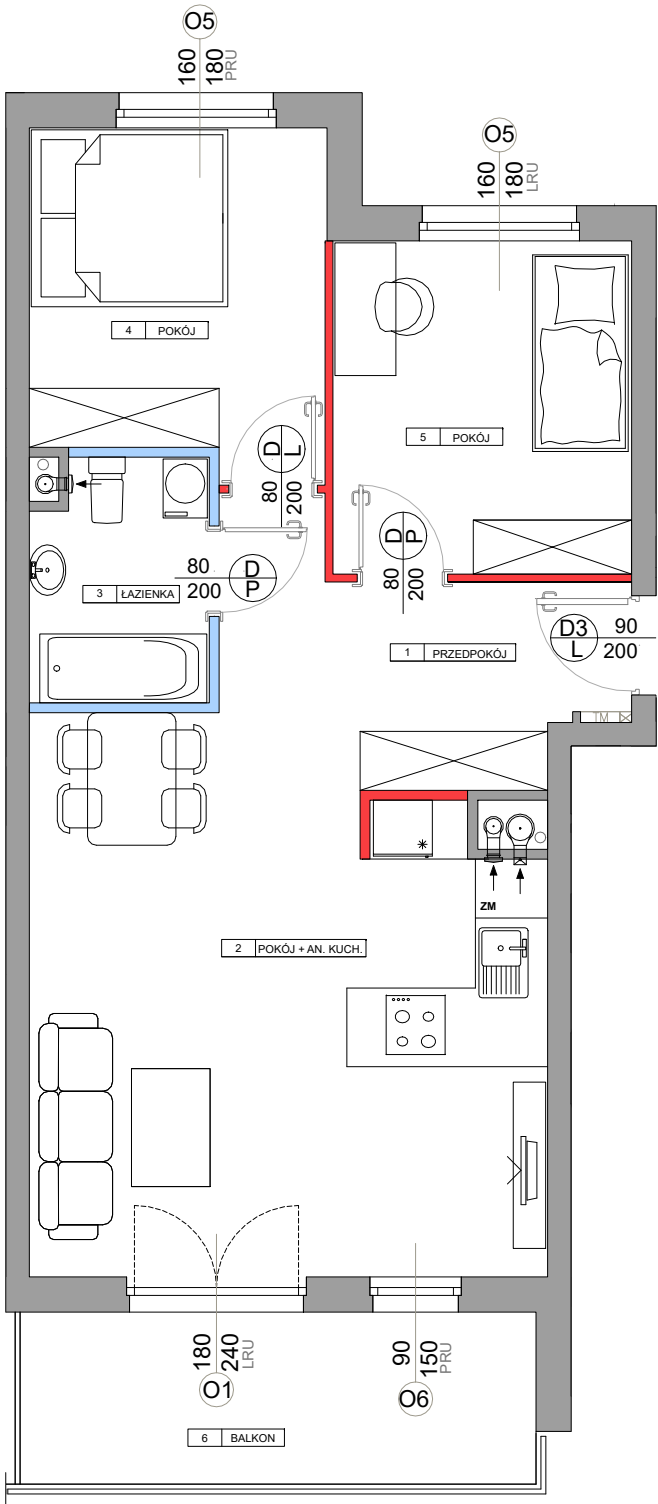 O5
160
180
PRU
O5
160
180
LRU
4 POKÓJ
5 POKÓJ
D
L
80
200
D
P
80
200
80
200
D
P
3 ŁAZIENKA
D3
L
90
200
1 PRZEDPOKÓJ
TM
ZM
2 POKÓJ + AN. KUCH.
180
240
LRU
O1
90
150
PRU
O6
6 BALKON